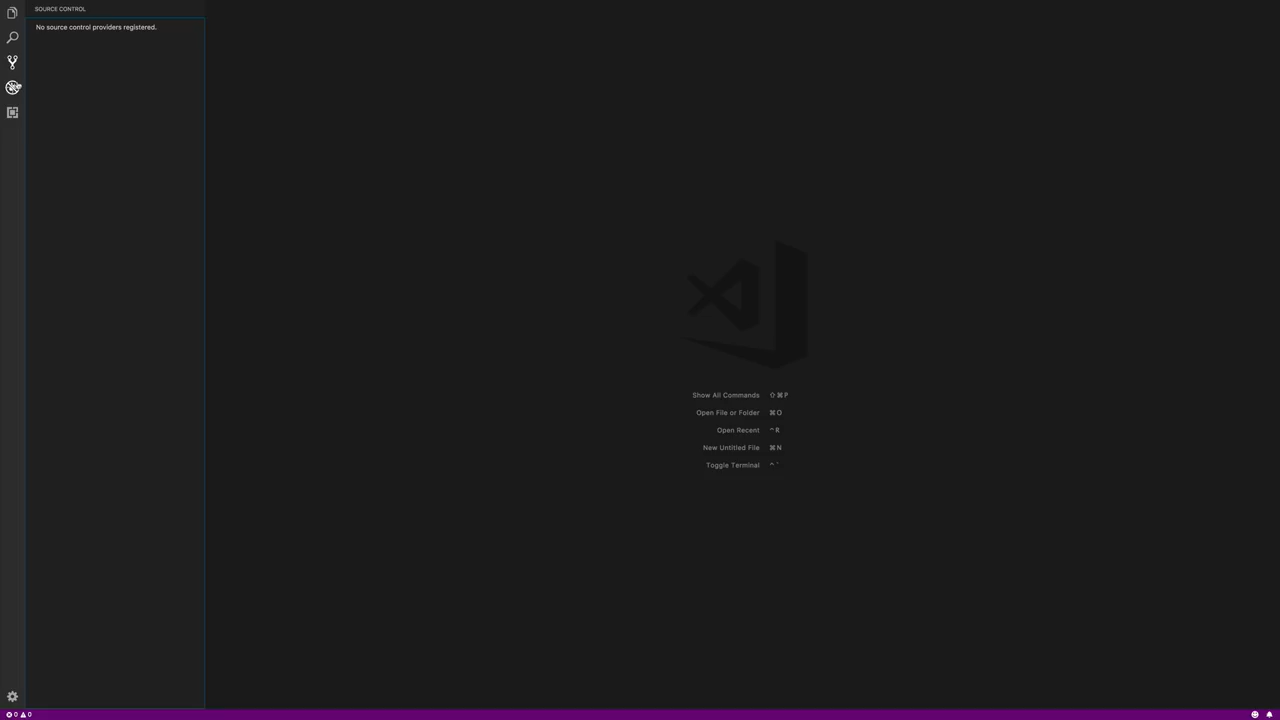 SOURCE CONTROL
No source control providers registered.
Show All Commands ⇧⌘P
Open File or Folder ⌘O
Open Recent ⌃R
New Untitled File ⌘N
Toggle Terminal ⌃`
0 0